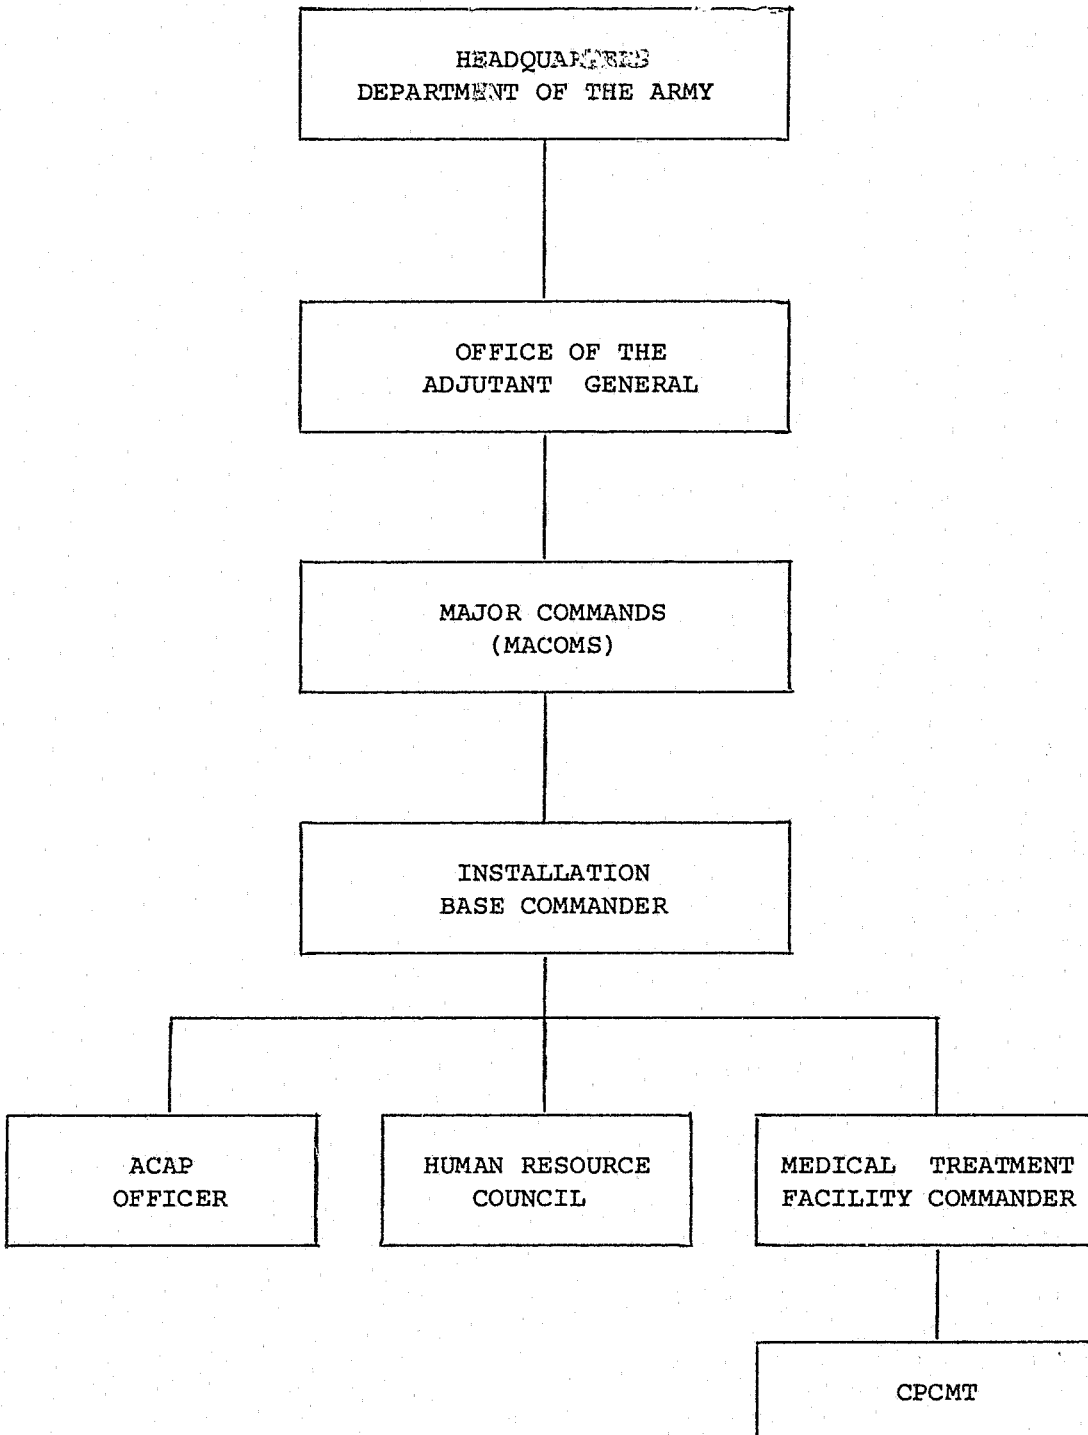 HEADQUARTERS
DEPARTMENT OF THE ARMY
OFFICE OF THE
ADJUTANT GENERAL
MAJOR COMMANDS
(MACOMS)
INSTALLATION
BASE COMMANDER
ACAP
OFFICER
HUMAN RESOURCE
COUNCIL
MEDICAL TREATMENT
FACILITY COMMANDER
CPCMT